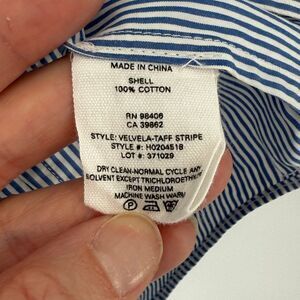 MADE IN CHINA
SHELL
100% COTTON
RN 98406
CA 39862
STYLE: VELVELA-TAFF STRIPE
STYLE #: H0204518
LOT #: 371029
DRY CLEAN-NORMAL CYCLE ANY
SOLVENT EXCEPT TRICHLOROETHY
IRON MEDIUM
MACHINE WASH WARM